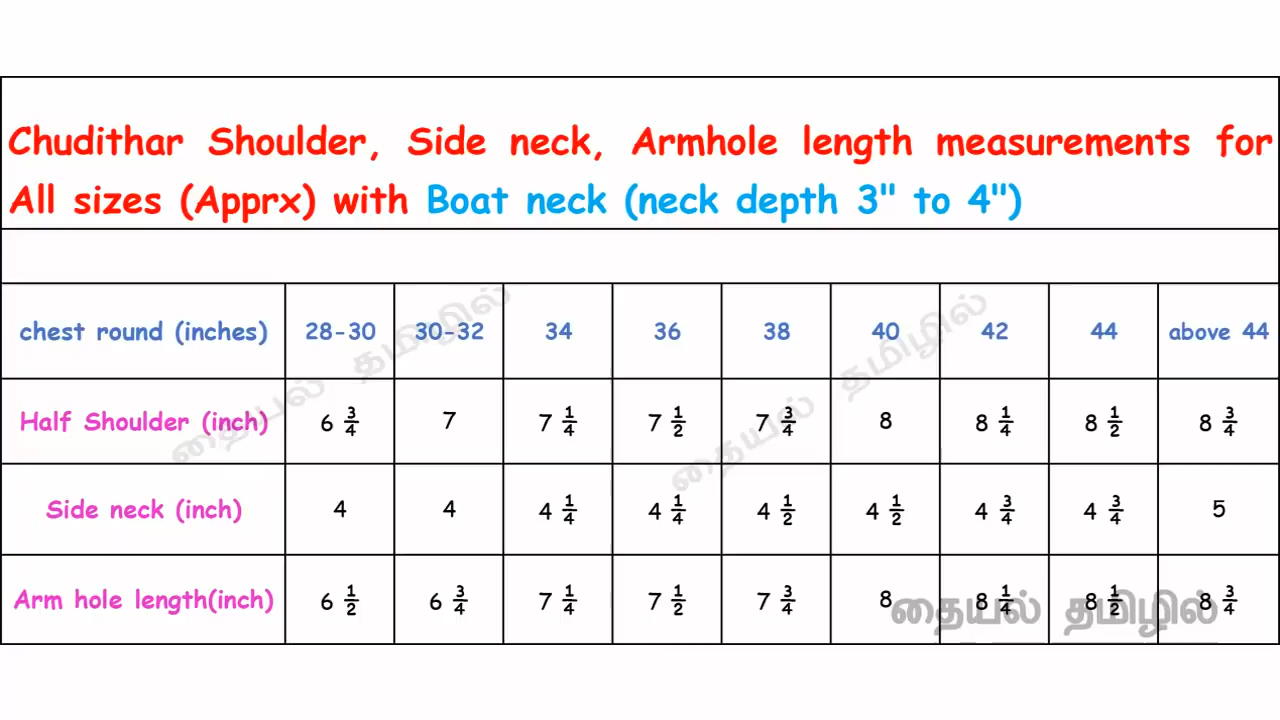 Chudithar Shoulder, Side neck, Armhole length measurements for
All sizes (Apprx) with Boat neck (neck depth 3" to 4")
chest round (inches) 28-30 30-32 34 36 38 40 42 44 above 44
Half Shoulder (inch) 6 3/4 7 7 1/4 7 1/2 7 3/4 8 8 1/4 8 1/2 8 3/4
Side neck (inch) 4 4 4 1/4 4 1/4 4 1/2 4 1/2 4 3/4 4 3/4 5
Arm hole length(inch) 6 1/2 6 3/4 7 1/4 7 1/2 7 3/4 8 8 1/4 8 1/2 8 3/4
தையல் தமிழில்
தையல் தமிழில்
தையல் தமிழில்